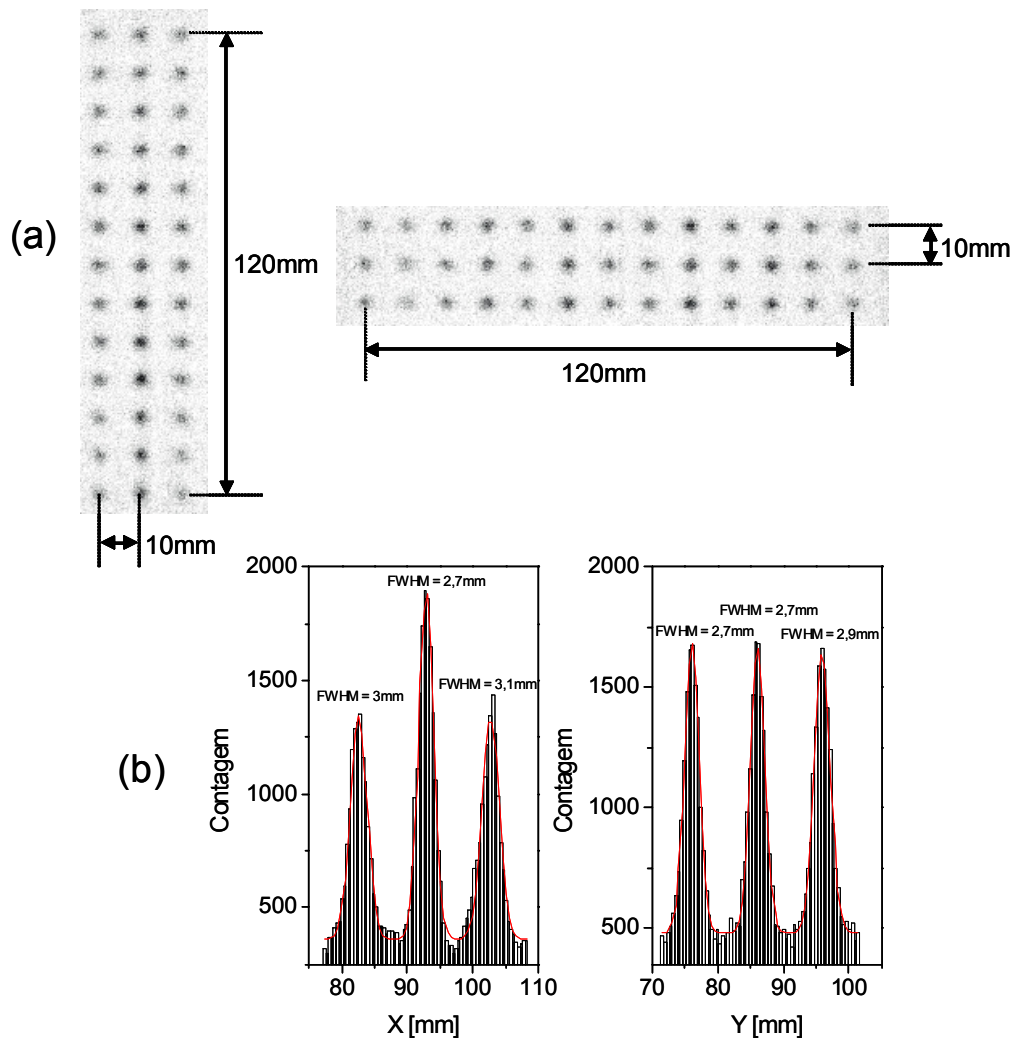 (a)
120mm
10mm
10mm
120mm
(b)
2000
1500
1000
500
Contagem
FWHM = 2,7mm
FWHM = 3mm
FWHM = 3,1mm
80 90 100 110
X [mm]
2000
1500
1000
500
Contagem
FWHM = 2,7mm
FWHM = 2,7mm
FWHM = 2,9mm
70 80 90 100
Y [mm]